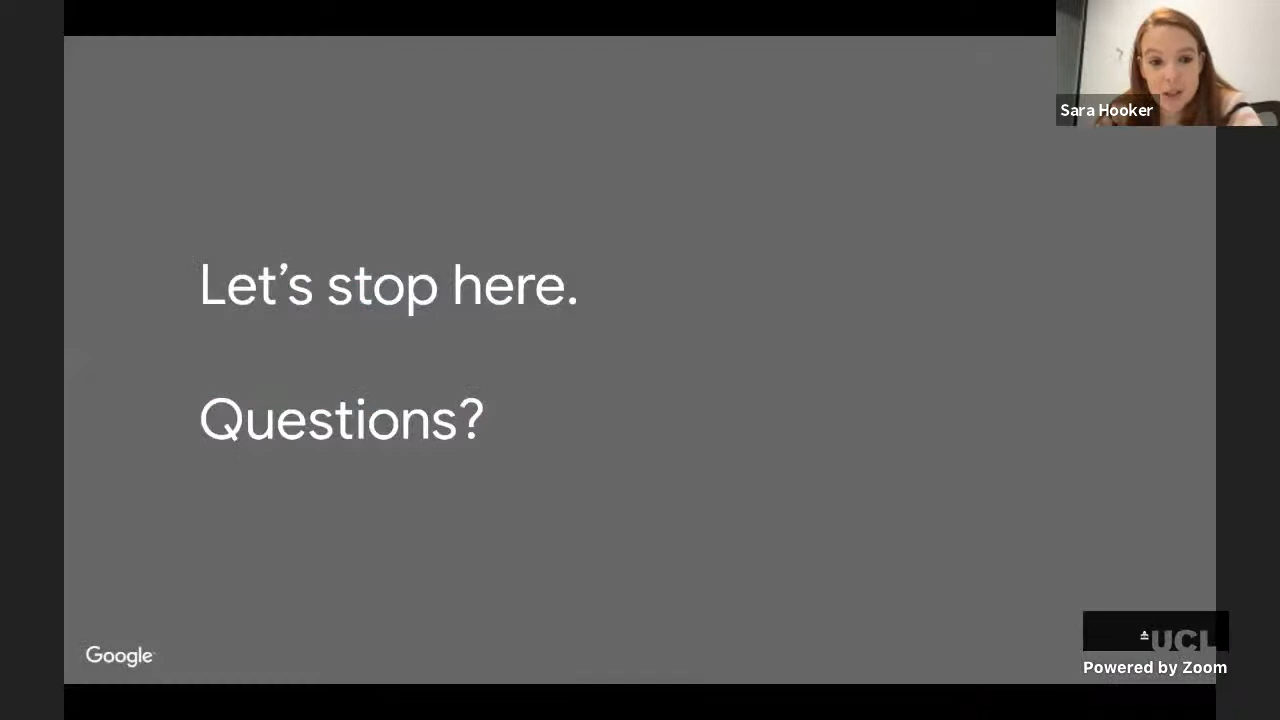 Sara Hooker
Let's stop here.
Questions?
Google
UCL
Powered by Zoom